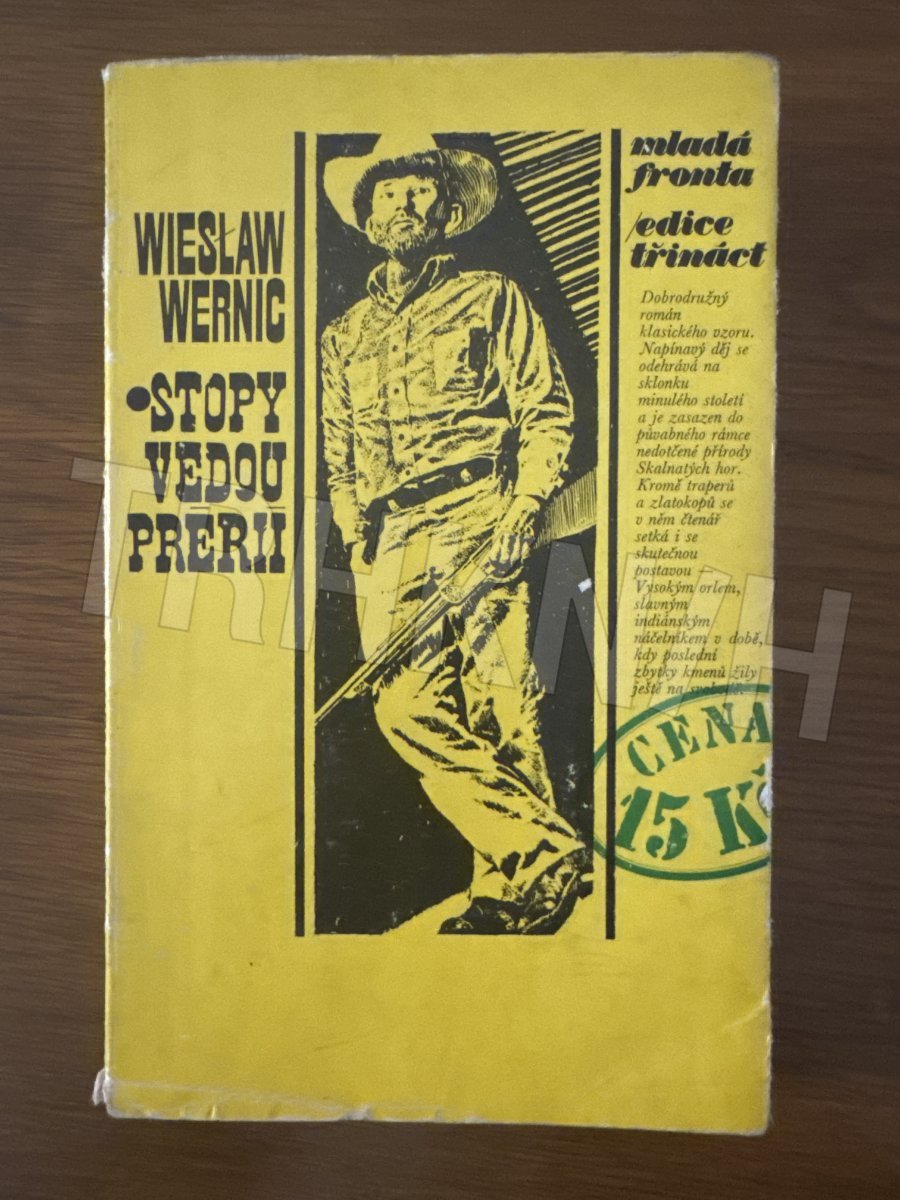 WIESŁAW
WERNIC
•STOPY
VEDOU
PRÉRIÍ
mladá
fronta
/edice
třináct
Dobrodružný
román
klasického vzoru.
Napínavý děj se
odehrává na
sklonku
minulého století
a je zasazen do
půvabného rámce
nedotčené přírody
Skalnatých hor.
Kromě traperů
a zlatokopů se
v něm čtenář
setká i se
skutečnou
postavou —
Vysokým orlem,
slavným
indiánským
náčelníkem v době,
kdy poslední
zbytky kmenů žily
ještě na svobodě.
CENA
15 Kč